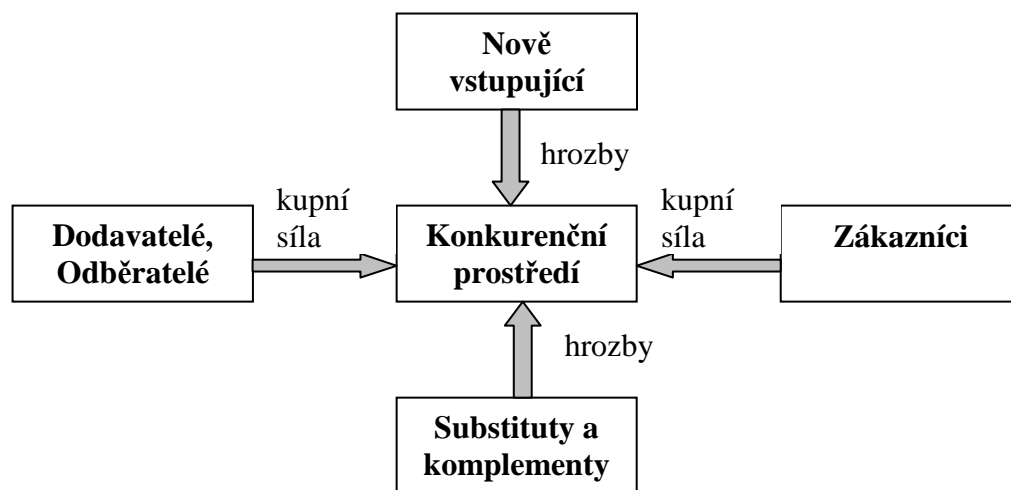 Nově
vstupující
hrozby
kupní
síla
kupní
síla
Dodavatelé,
Odběratelé
Konkurenční
prostředí
Zákazníci
hrozby
Substituty a
komplementy